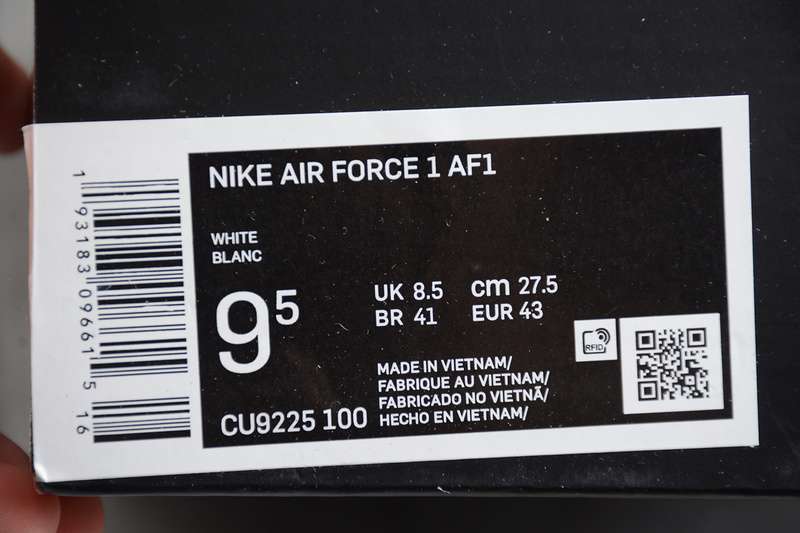 NIKE AIR FORCE 1 AF1
WHITE
BLANC
9⁵
UK 8.5 cm 27.5
BR 41 EUR 43
MADE IN VIETNAM/
FABRIQUE AU VIETNAM/
FABRICADO NO VIETNÃ/
HECHO EN VIETNAM/
CU9225 100
RFID
1 93183 09661 5 16